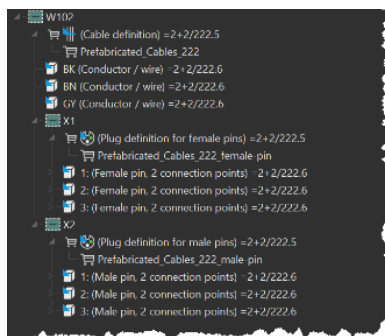 W102
(Cable definition) =2+2/222.5
Prefabricated_Cables_222
BK (Conductor / wire) =2+2/222.6
BN (Conductor / wire) =2+2/222.6
GY (Conductor / wire) =2+2/222.6
X1
(Plug definition for female pins) =2+2/222.5
Prefabricated_Cables_222_female-pin
1: (Female pin, 2 connection points) =2+2/222.6
2: (Female pin, 2 connection points) =2+2/222.6
3: (Female pin, 2 connection points) =2+2/222.6
X2
(Plug definition for male pins) =2+2/222.5
Prefabricated_Cables_222_male-pin
1: (Male pin, 2 connection points) =2+2/222.6
2: (Male pin, 2 connection points) =2+2/222.6
3: (Male pin, 2 connection points) =2+2/222.6